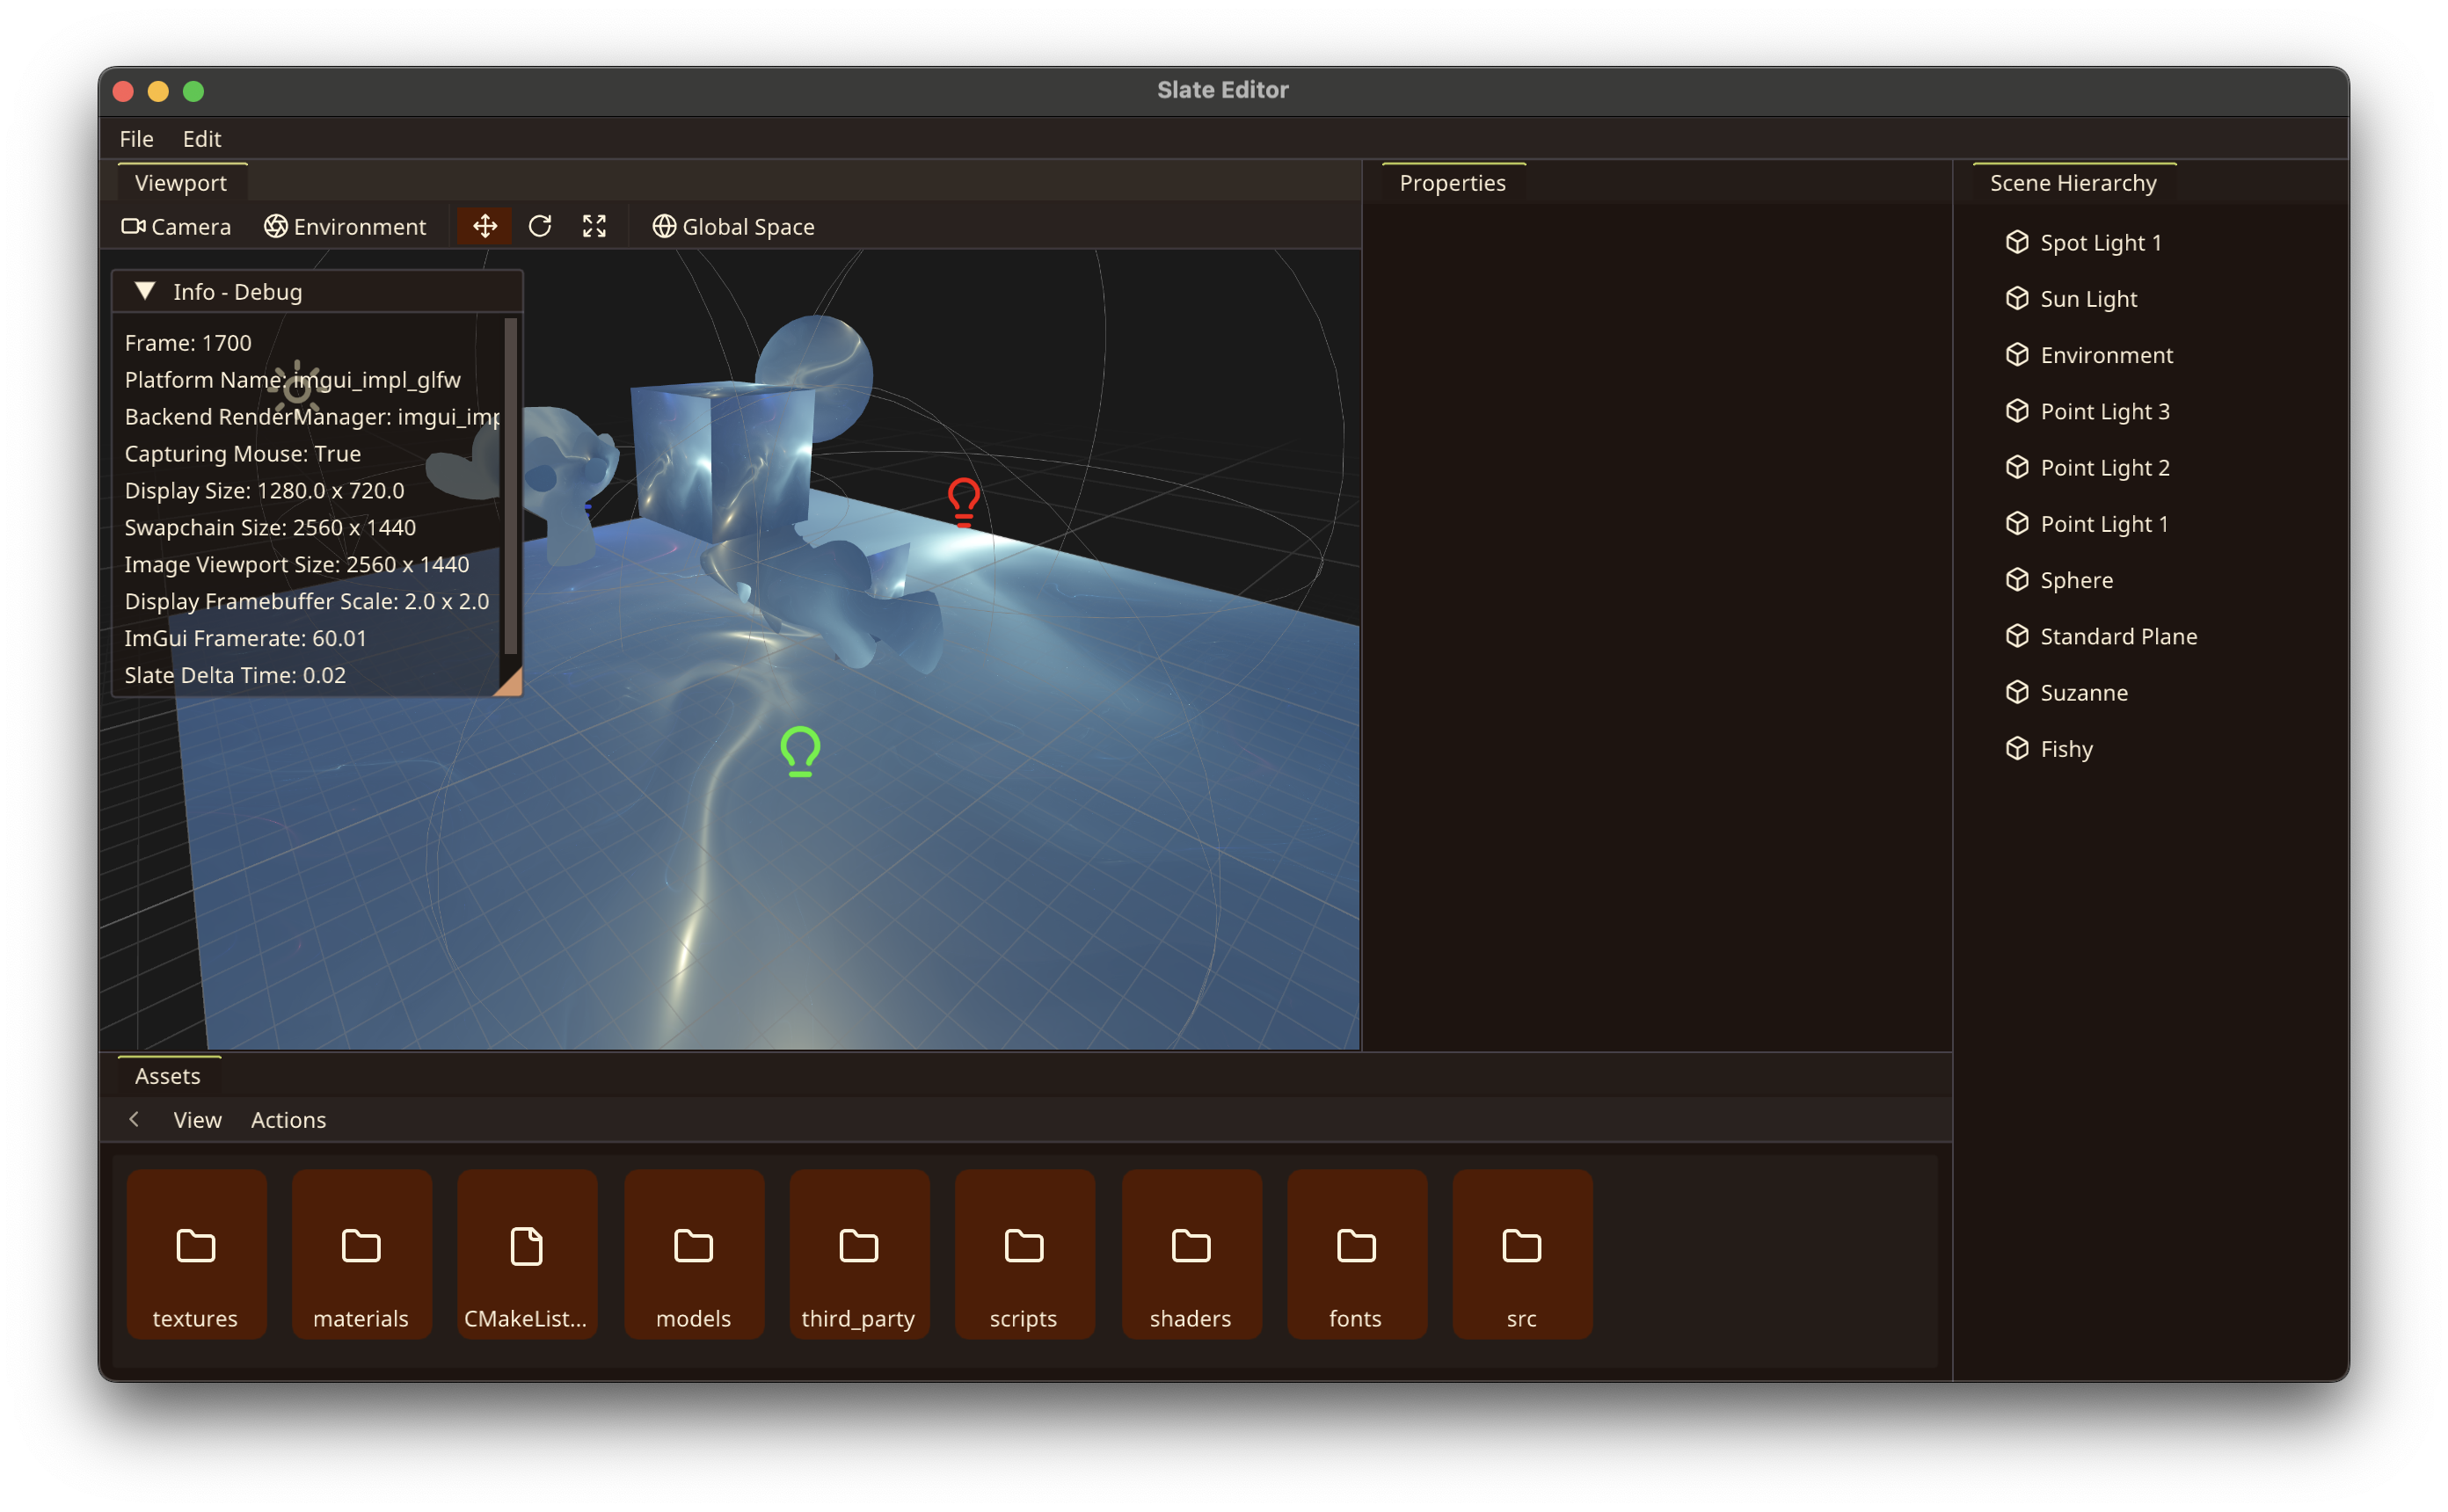 Slate Editor
File Edit
Viewport
Camera Environment Global Space
Info - Debug
Frame: 1700
Platform Name: imgui_impl_glfw
Backend RenderManager: imgui_imp
Capturing Mouse: True
Display Size: 1280.0 x 720.0
Swapchain Size: 2560 x 1440
Image Viewport Size: 2560 x 1440
Display Framebuffer Scale: 2.0 x 2.0
ImGui Framerate: 60.01
Slate Delta Time: 0.02
Properties
Scene Hierarchy
Spot Light 1
Sun Light
Environment
Point Light 3
Point Light 2
Point Light 1
Sphere
Standard Plane
Suzanne
Fishy
Assets
View Actions
textures materials CMakeList... models third_party scripts shaders fonts src